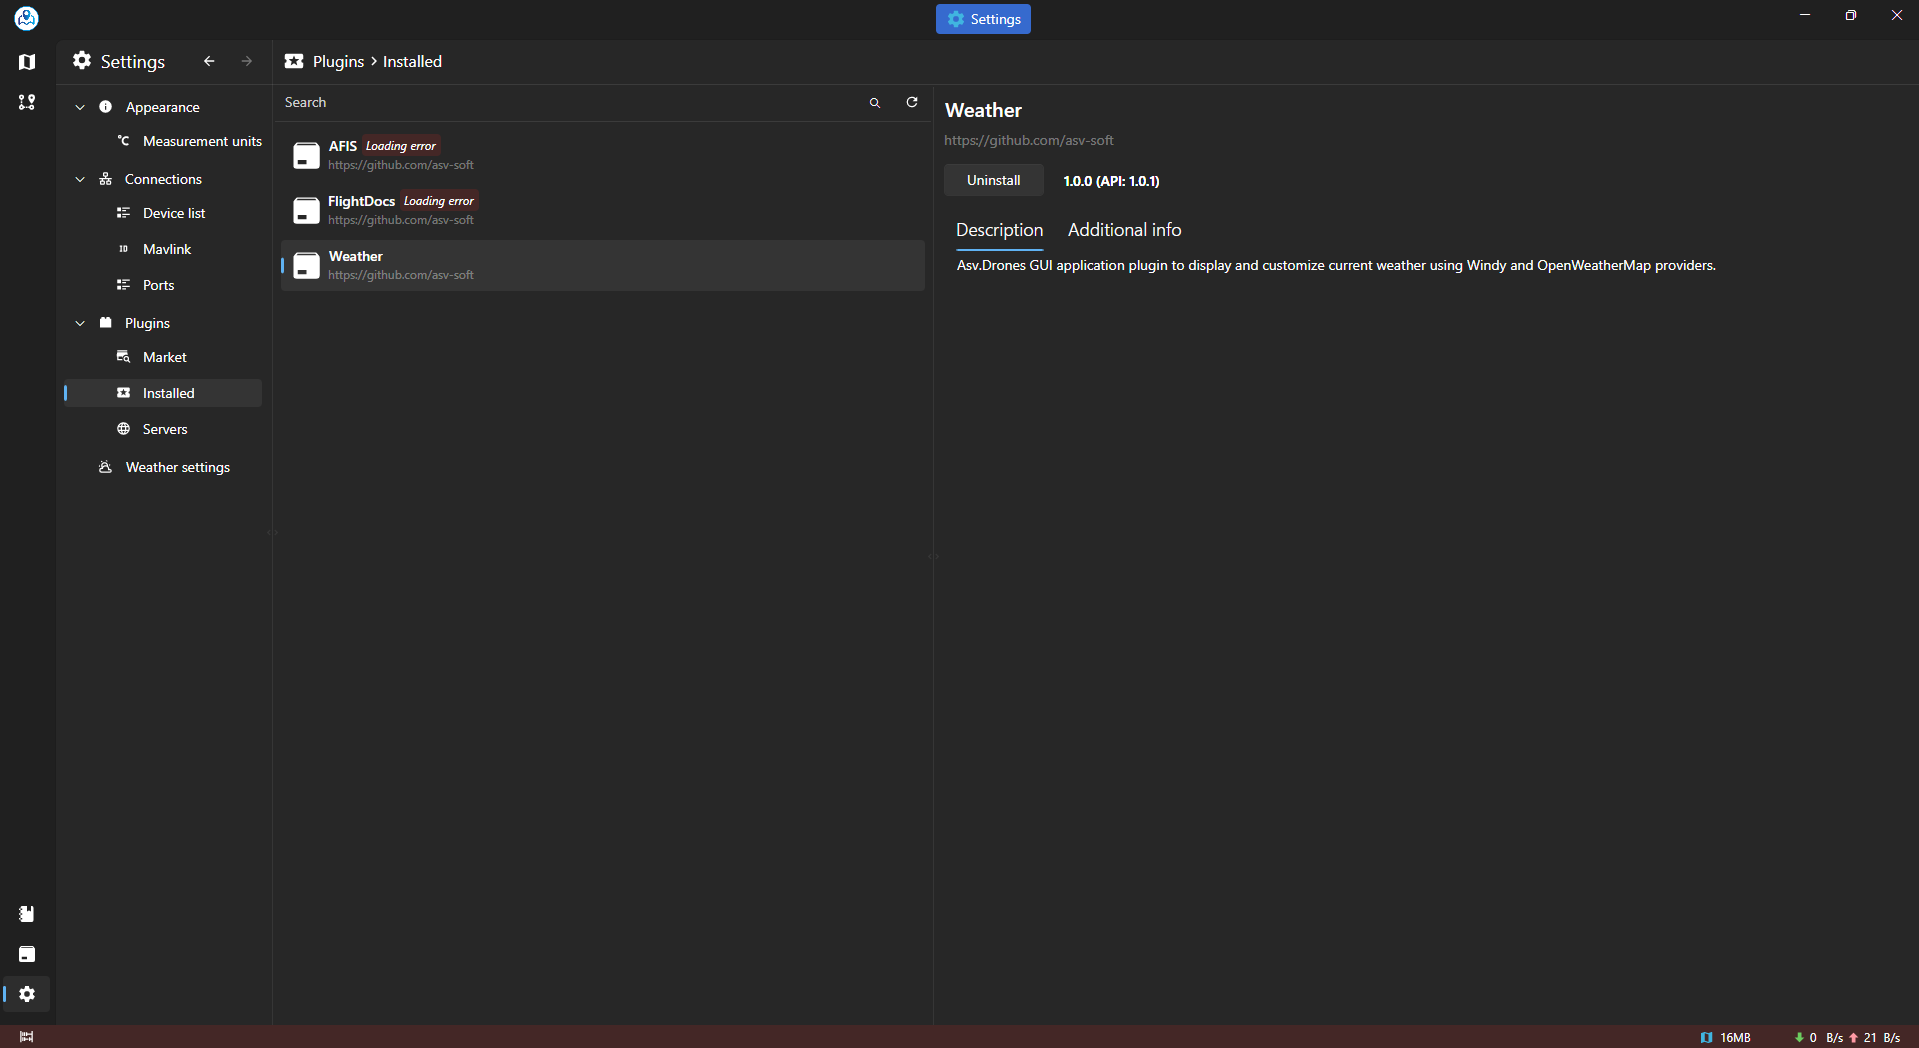 Settings
Settings
Plugins > Installed
Appearance
Measurement units
Connections
Device list
Mavlink
Ports
Plugins
Market
Installed
Servers
Weather settings
Search
AFIS Loading error
https://github.com/asv-soft
FlightDocs Loading error
https://github.com/asv-soft
Weather
https://github.com/asv-soft
Weather
https://github.com/asv-soft
Uninstall 1.0.0 (API: 1.0.1)
Description Additional info
Asv.Drones GUI application plugin to display and customize current weather using Windy and OpenWeatherMap providers.
16MB 0 B/s 21 B/s